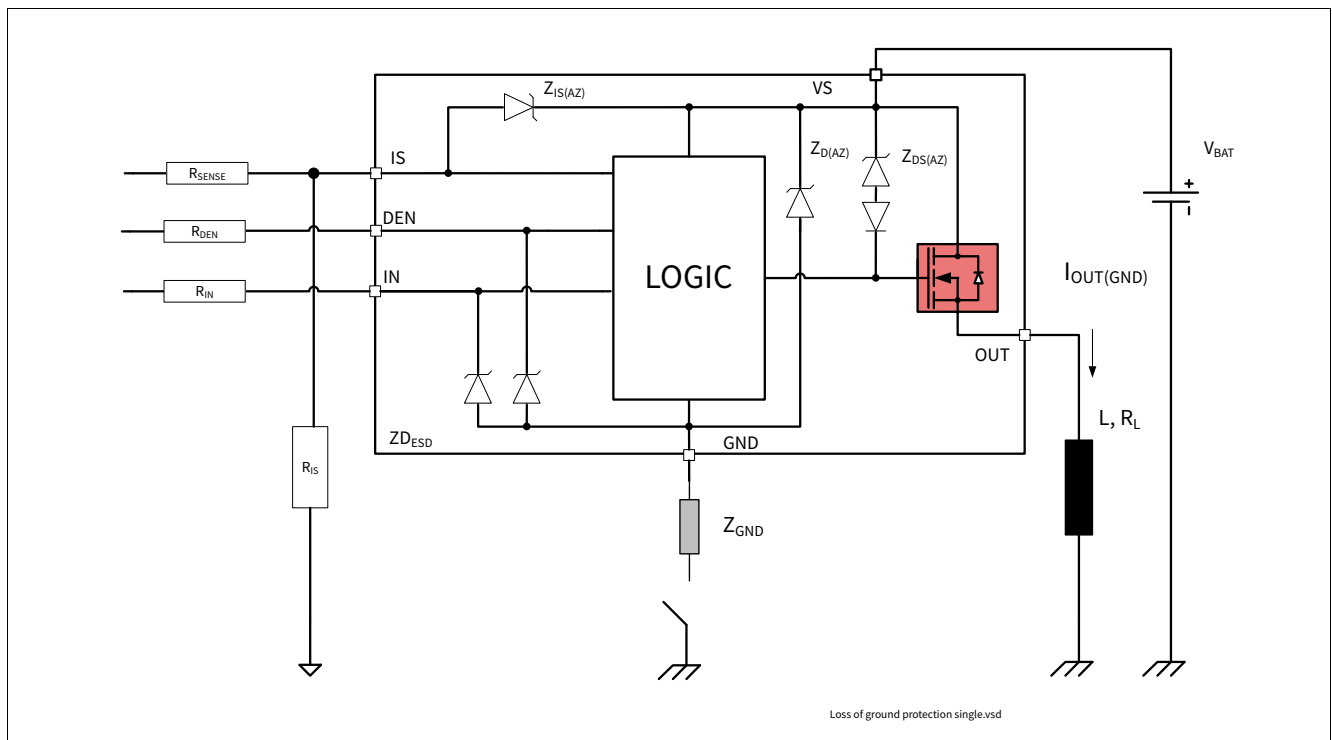 Z_IS(AZ)
VS
Z_D(AZ)
Z_DS(AZ)
V_BAT
IS
R_SENSE
DEN
R_DEN
IN
R_IN
LOGIC
+
-
I_OUT(GND)
OUT
L, R_L
ZD_ESD
GND
R_IS
Z_GND
Loss of ground protection single.vsd